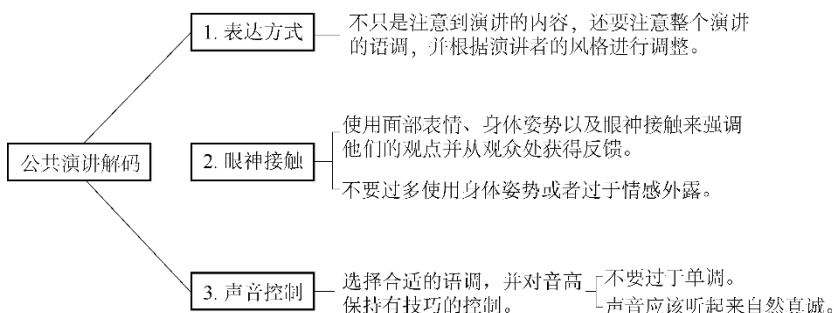 1. 表达方式
不只是注意到演讲的内容，还要注意整个演讲
的语调，并根据演讲者的风格进行调整。
公共演讲解码
2. 眼神接触
使用面部表情、身体姿势以及眼神接触来强调
他们的观点并从观众处获得反馈。
不要过多使用身体姿势或者过于情感外露。
3. 声音控制
选择合适的语调，并对音高
保持有技巧的控制。
不要过于单调。
声音应该听起来自然真诚。